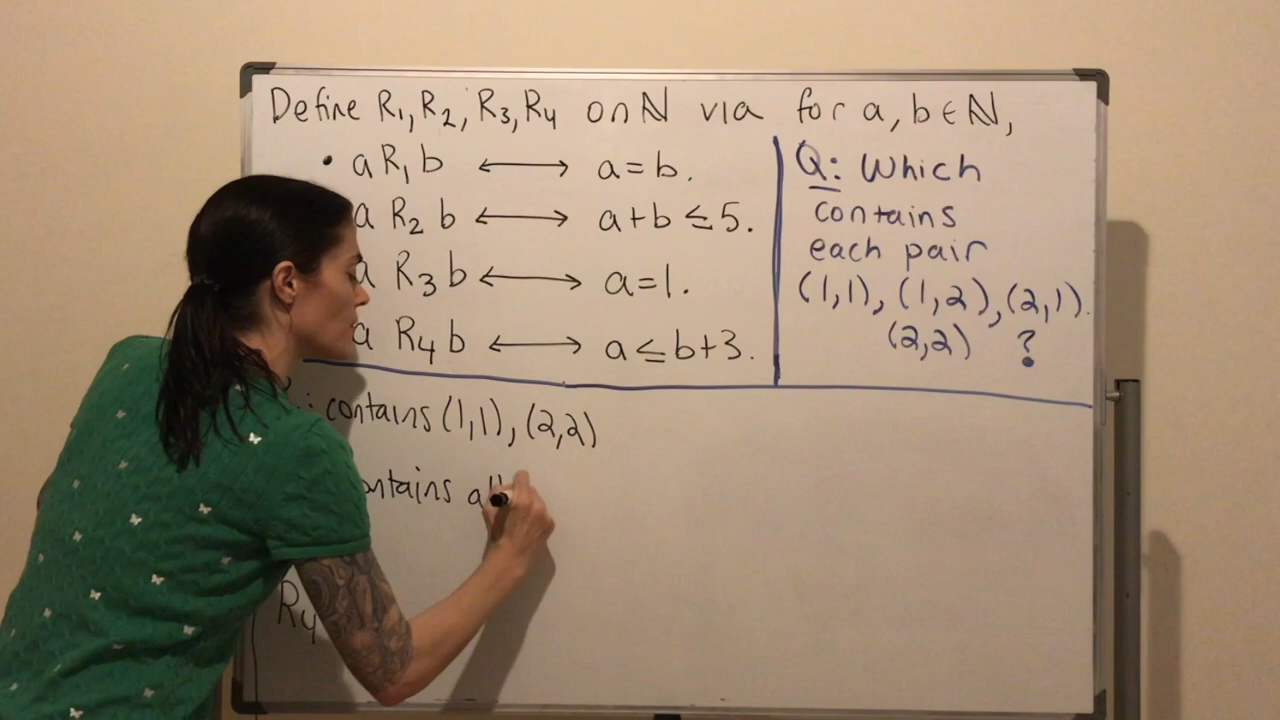 Define R₁, R₂, R₃, R₄ on ℕ via for a, b ∈ ℕ,
• a R₁ b ⟷ a = b.
a R₂ b ⟷ a + b ≤ 5.
a R₃ b ⟷ a = 1.
a R₄ b ⟷ a ≤ b + 3.
Q: Which
contains
each pair
(1,1), (1,2), (2,1).
(2,2) ?
: contains (1,1), (2,2)
ontains all
R₄